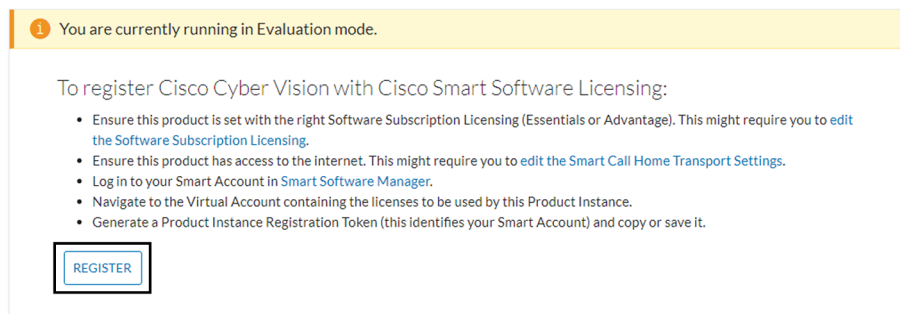 You are currently running in Evaluation mode.
To register Cisco Cyber Vision with Cisco Smart Software Licensing:
• Ensure this product is set with the right Software Subscription Licensing (Essentials or Advantage). This might require you to edit
the Software Subscription Licensing.
• Ensure this product has access to the internet. This might require you to edit the Smart Call Home Transport Settings.
• Log in to your Smart Account in Smart Software Manager.
• Navigate to the Virtual Account containing the licenses to be used by this Product Instance.
• Generate a Product Instance Registration Token (this identifies your Smart Account) and copy or save it.
REGISTER